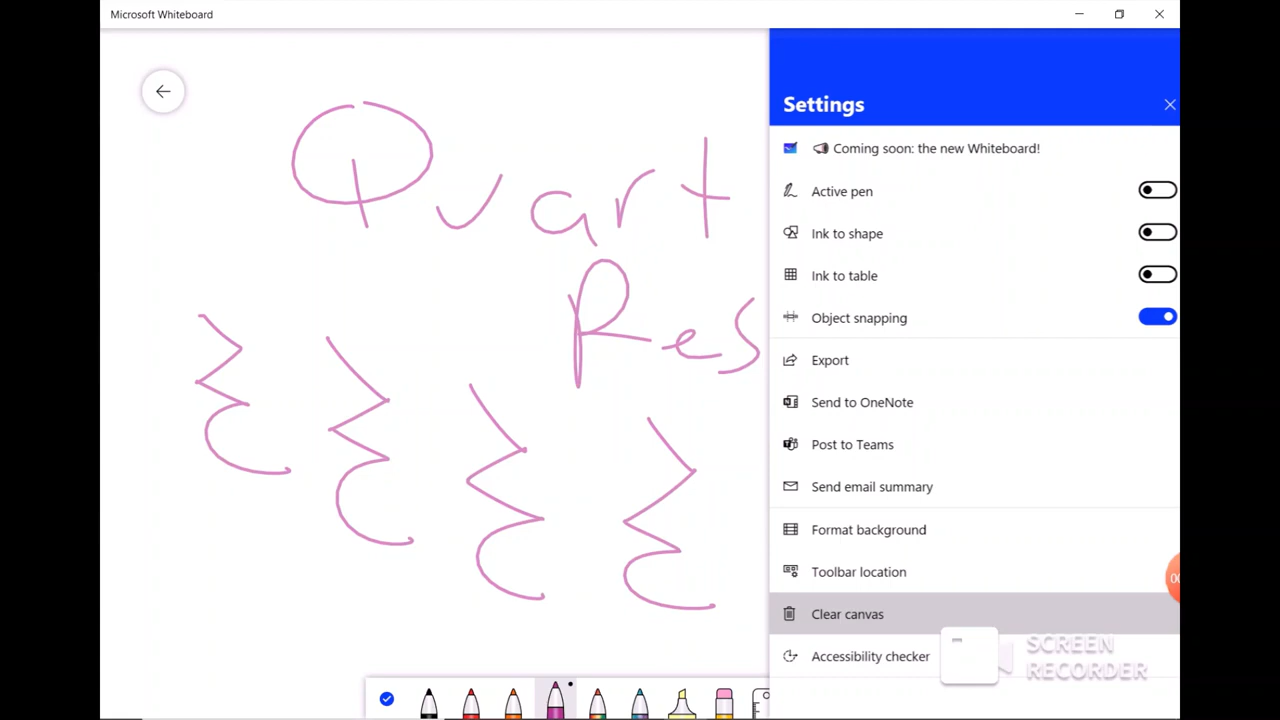 Microsoft Whiteboard
Quart
Res
Settings
Coming soon: the new Whiteboard!
Active pen
Ink to shape
Ink to table
Object snapping
Export
Send to OneNote
Post to Teams
Send email summary
Format background
Toolbar location
Clear canvas
Accessibility checker
SCREEN
RECORDER